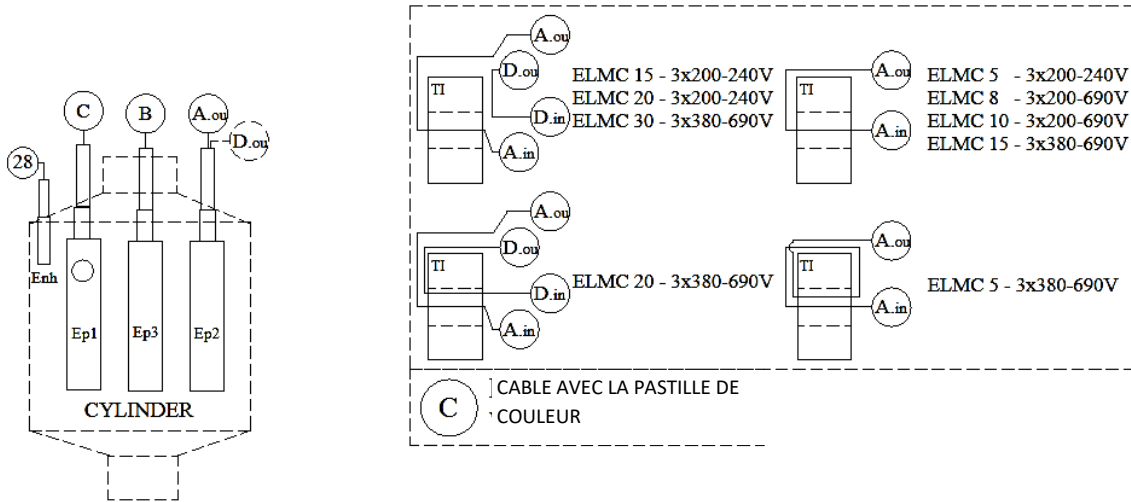 28
C
B
A.ou
D.ou
Enh
Ep1
Ep3
Ep2
CYLINDER
A.ou
D.ou
TI
D.in
A.in
ELMC 15 - 3x200-240V
ELMC 20 - 3x200-240V
ELMC 30 - 3x380-690V
A.ou
TI
A.in
ELMC 5 - 3x200-240V
ELMC 8 - 3x200-690V
ELMC 10 - 3x200-690V
ELMC 15 - 3x380-690V
A.ou
D.ou
TI
D.in
A.in
ELMC 20 - 3x380-690V
A.ou
TI
A.in
ELMC 5 - 3x380-690V
C
CABLE AVEC LA PASTILLE DE
COULEUR